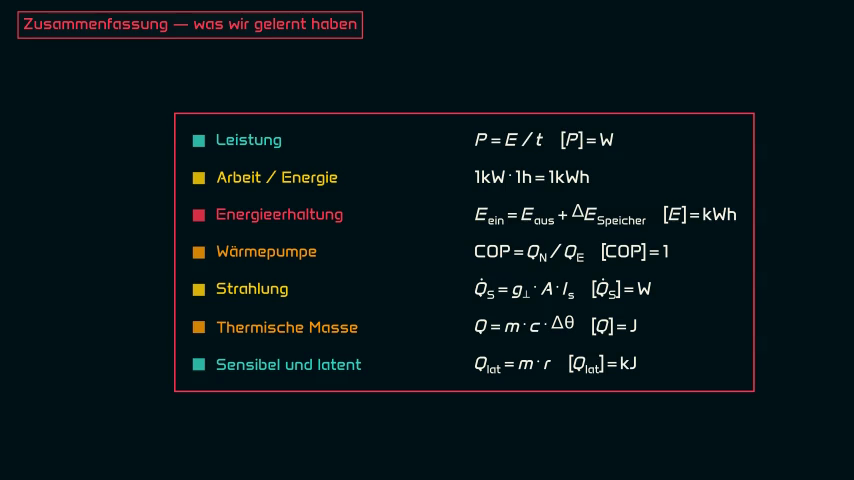 Zusammenfassung — was wir gelernt haben
Leistung P = E / t [P] = W
Arbeit / Energie 1kW · 1h = 1kWh
Energieerhaltung E_ein = E_aus + ΔE_Speicher [E] = kWh
Wärmepumpe COP = Q_N / Q_E [COP] = 1
Strahlung Q̇_S = g_⊥ · A · I_s [Q̇_S] = W
Thermische Masse Q = m · c · Δθ [Q] = J
Sensibel und latent Q_lat = m · r [Q_lat] = kJ